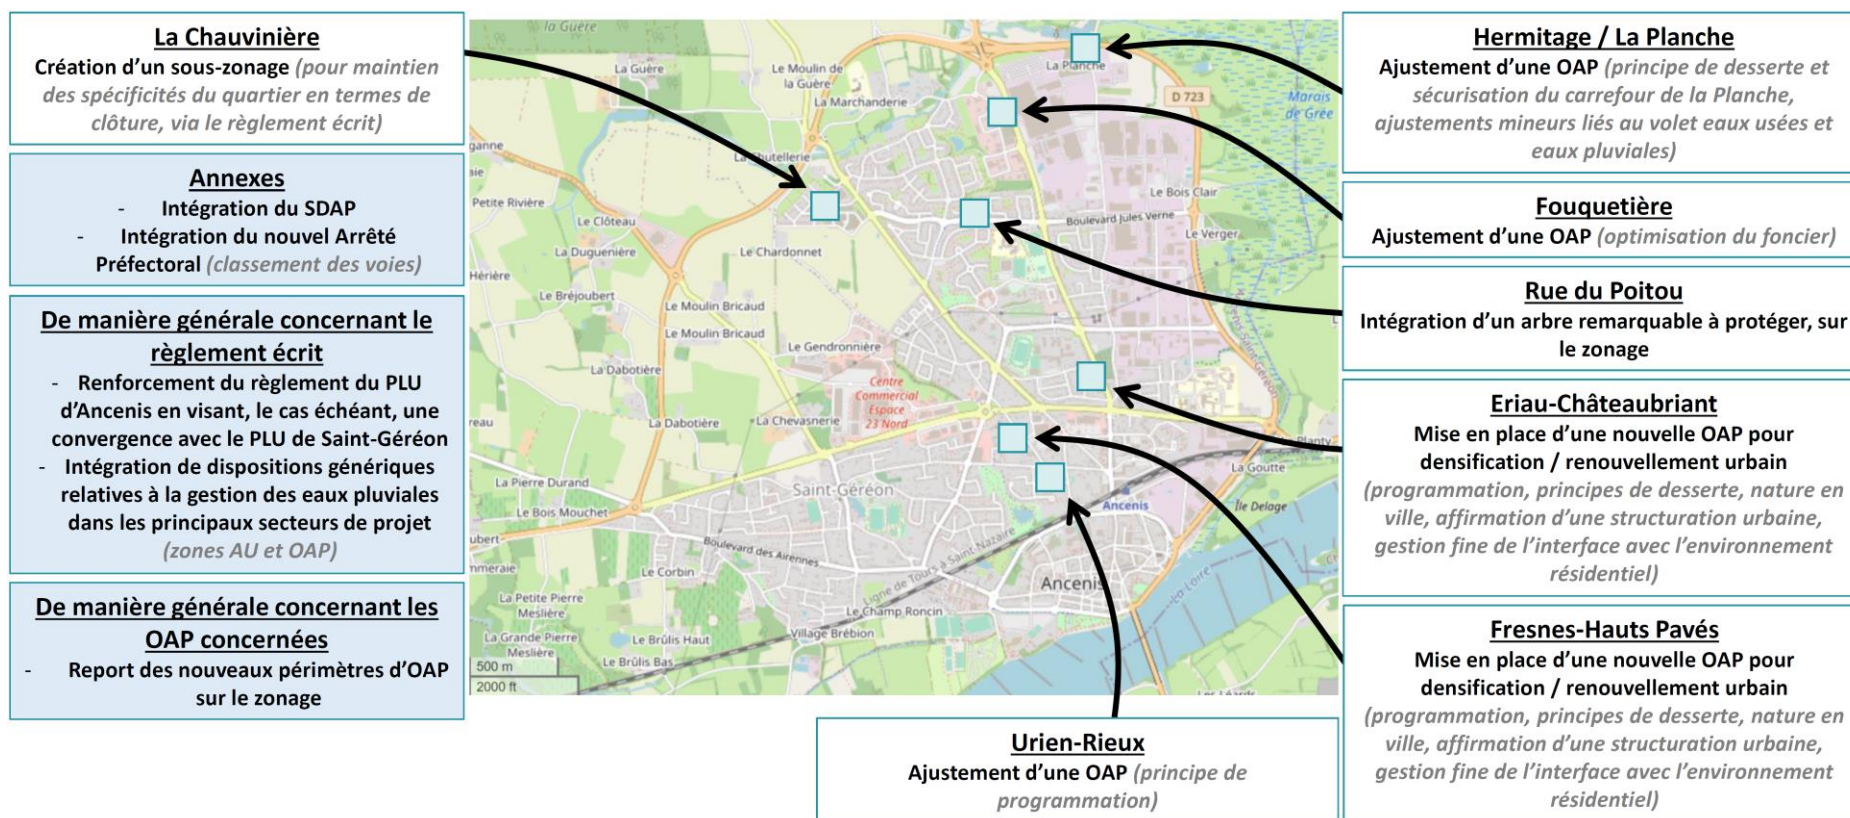 La Chauvinière
Création d'un sous-zonage (pour maintien
des spécificités du quartier en termes de
clôture, via le règlement écrit)
Annexes
- Intégration du SDAP
- Intégration du nouvel Arrêté
Préfectoral (classement des voies)
De manière générale concernant le
règlement écrit
- Renforcement du règlement du PLU
d'Ancenis en visant, le cas échéant, une
convergence avec le PLU de Saint-Géréon
- Intégration de dispositions génériques
relatives à la gestion des eaux pluviales
dans les principaux secteurs de projet
(zones AU et OAP)
De manière générale concernant les
OAP concernées
- Report des nouveaux périmètres d'OAP
sur le zonage
la Guère
La Guère
Le Moulin de
la Guère
La Planche
La Marchanderie
D 723
Marais
de Grée
La Chutellerie
Petite Rivière
Le Clôteau
Le Bois Clair
Boulevard Jules Verne
Le Verger
La Duguenière
Le Chardonnet
Hérière
Le Bréjoubert
Le Moulin Bricaud
Le Moulin Bricaud
Ancenis-Saint-Géréon
Le Gendronnière
La Dabotière
Centre
Commercial
Espace
23 Nord
La Chevasnerie
La Dabotière
La Goutte
La Pierre Durand
Saint-Géréon
Le Bois Mouchet
Ancenis
Île Delage
Boulevard des Airennes
Ligne de Tours à Saint-Nazaire
Le Corbin
Ancenis
La Loire
La Petite Pierre
Meslière
Le Champ Roncin
La Grande Pierre
Meslière
Le Brûlis Haut
Village Brébion
Le Brûlis Bas
500 m
2000 ft
Les Léards
Hermitage / La Planche
Ajustement d'une OAP (principe de desserte et
sécurisation du carrefour de la Planche,
ajustements mineurs liés au volet eaux usées et
eaux pluviales)
Fouquetière
Ajustement d'une OAP (optimisation du foncier)
Rue du Poitou
Intégration d'un arbre remarquable à protéger, sur
le zonage
Eriau-Châteaubriant
Mise en place d'une nouvelle OAP pour
densification / renouvellement urbain
(programmation, principes de desserte, nature en
ville, affirmation d'une structuration urbaine,
gestion fine de l'interface avec l'environnement
résidentiel)
Fresnes-Hauts Pavés
Mise en place d'une nouvelle OAP pour
densification / renouvellement urbain
(programmation, principes de desserte, nature en
ville, affirmation d'une structuration urbaine,
gestion fine de l'interface avec l'environnement
résidentiel)
Urien-Rieux
Ajustement d'une OAP (principe de
programmation)